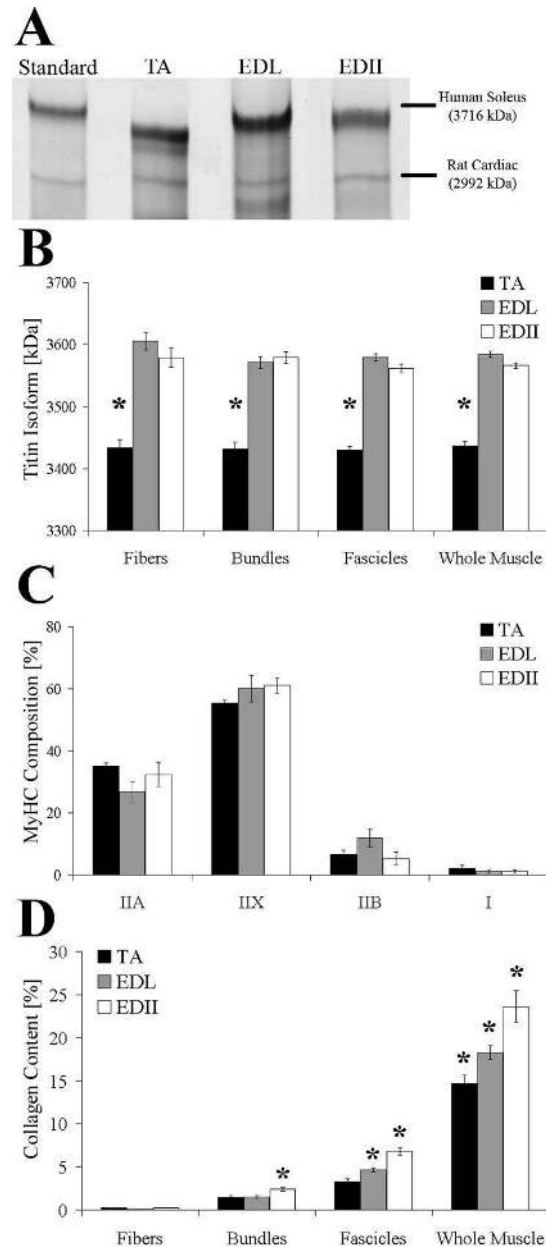 A
Standard TA EDL EDII
Human Soleus
(3716 kDa)
Rat Cardiac
(2992 kDa)
B
3700
3600
3500
3400
3300
Titin Isoform [kDa]
TA
EDL
EDII
* * * *
Fibers Bundles Fascicles Whole Muscle
C
80
60
40
20
0
MyHC Composition [%]
TA
EDL
EDII
IIA IIX IIB I
D
30
25
20
15
10
5
0
Collagen Content [%]
TA
EDL
EDII
* * * * * *
Fibers Bundles Fascicles Whole Muscle